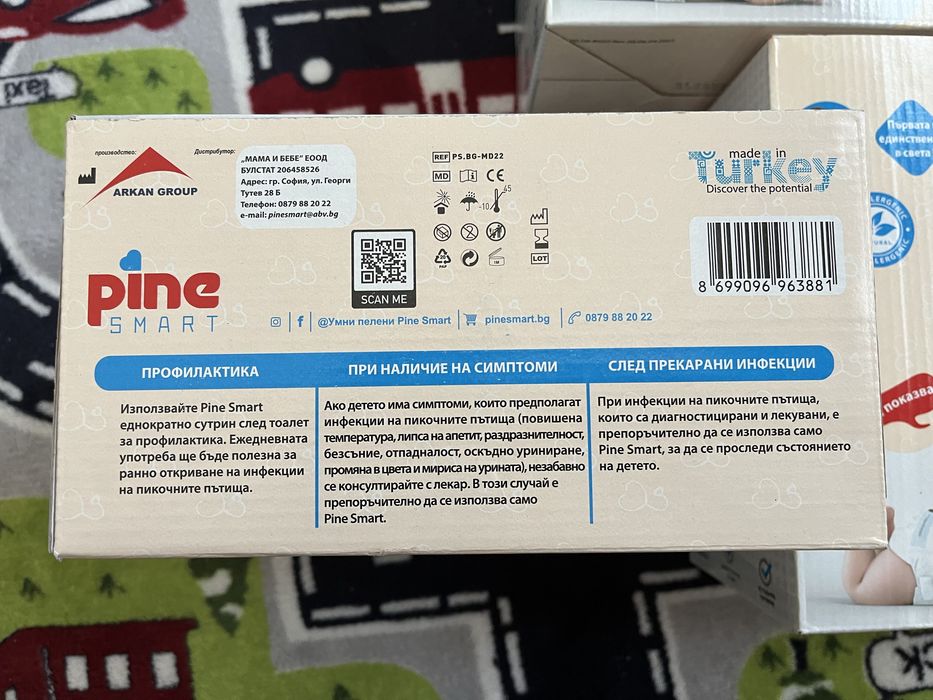 производство:
ARKAN GROUP
Дистрибутор:
„МАМА И БЕБЕ" ЕООД
БУЛСТАТ 206458526
Адрес: гр. София, ул. Георги
Тутев 28 Б
Телефон: 0879 88 20 22
e-mail: pinesmart@abv.bg
REF PS.BG-MD22
MD CE
-10 45
LOT
made in
Turkey
Discover the potential
8 699096 963881
pine
SMART
SCAN ME
@Умни пелени Pine Smart
pinesmart.bg
0879 88 20 22
ПРОФИЛАКТИКА
Използвайте Pine Smart
еднократно сутрин след тоалет
за профилактика. Ежедневната
употреба ще бъде полезна за
ранно откриване на инфекции
на пикочните пътища.
ПРИ НАЛИЧИЕ НА СИМПТОМИ
Ако детето има симптоми, които предполагат
инфекции на пикочните пътища (повишена
температура, липса на апетит, раздразнителност,
безсъние, отпадналост, оскъдно уриниране,
промяна в цвета и мириса на урината), незабавно
се консултирайте с лекар. В този случай е
препоръчително да се използва само
Pine Smart.
СЛЕД ПРЕКАРАНИ ИНФЕКЦИИ
При инфекции на пикочните пътища,
които са диагностицирани и лекувани, е
препоръчително да се използва само
Pine Smart, за да се проследи състоянието
на детето.
Първата
единствен
в света
показва